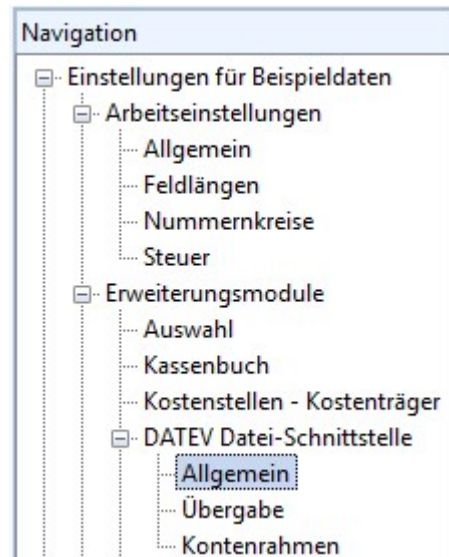 Navigation
Einstellungen für Beispieldaten
Arbeitseinstellungen
Allgemein
Feldlängen
Nummernkreise
Steuer
Erweiterungsmodule
Auswahl
Kassenbuch
Kostenstellen - Kostenträger
DATEV Datei-Schnittstelle
Allgemein
Übergabe
Kontenrahmen